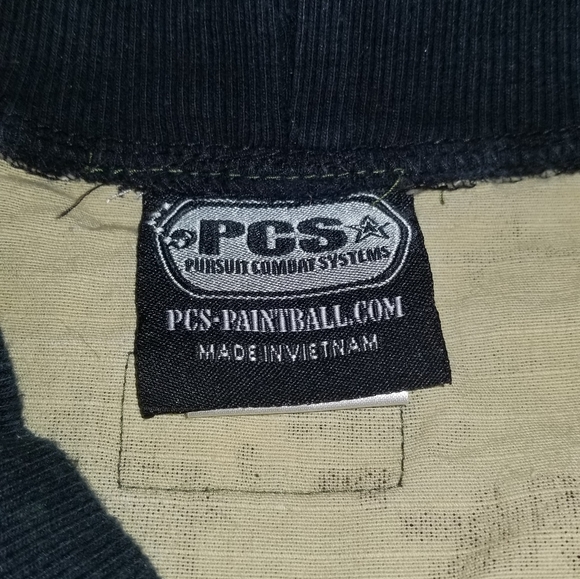 PCS
PURSUIT COMBAT SYSTEMS
PCS-PAINTBALL.COM
MADE IN VIETNAM